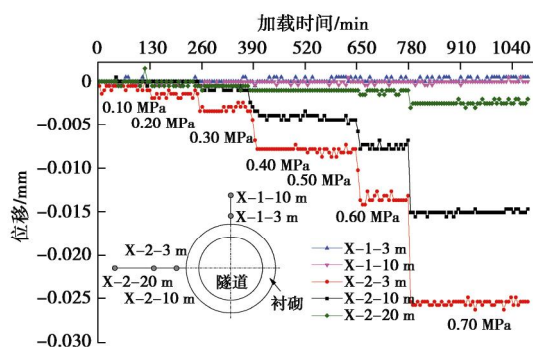 加载时间/min
0 130 260 390 520 650 780 910 1040
位移/mm
0
-0.005
-0.010
-0.015
-0.020
-0.025
-0.030
0.10 MPa
0.20 MPa
0.30 MPa
0.40 MPa
0.50 MPa
0.60 MPa
0.70 MPa
X-1-10 m
X-1-3 m
X-2-3 m
X-2-20 m
X-2-10 m
隧道
衬砌
X-1-3 m
X-1-10 m
X-2-3 m
X-2-10 m
X-2-20 m